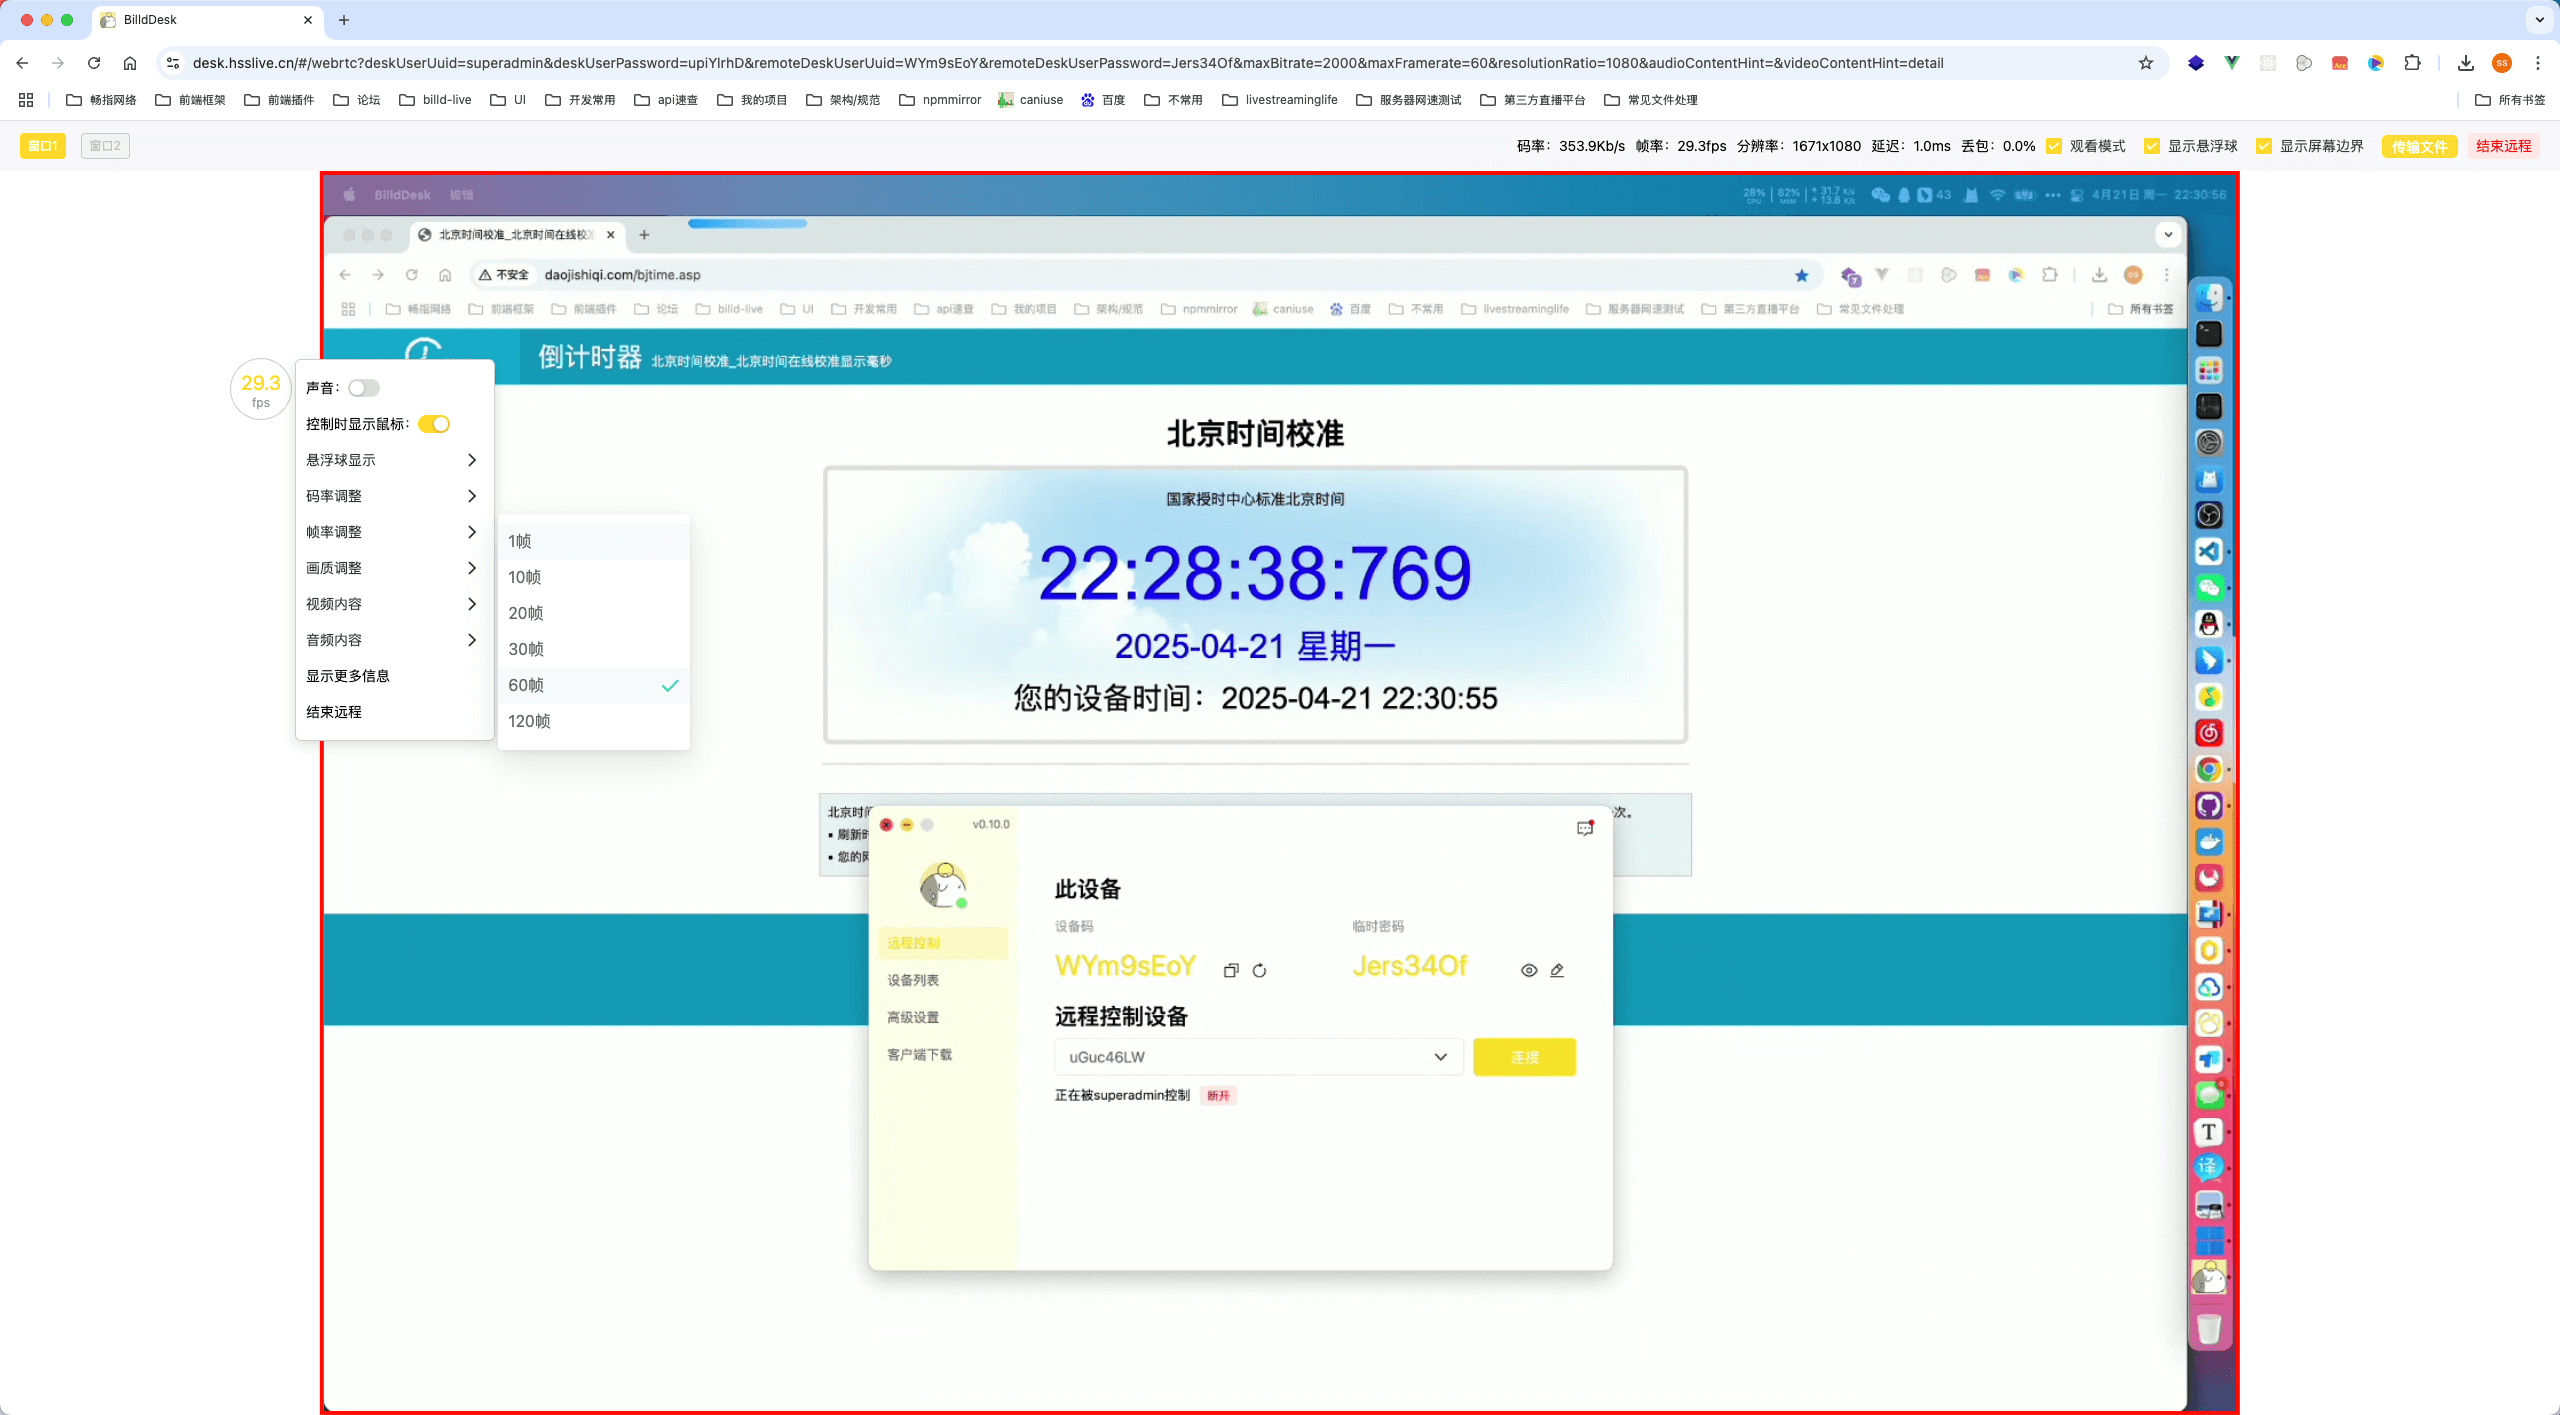 BilldDesk
desk.hsslive.cn/#/webrtc?deskUserUuid=superadmin&deskUserPassword=upiYlrhD&remoteDeskUserUuid=WYm9sEoY&remoteDeskUserPassword=Jers34Of&maxBitrate=2000&maxFramerate=60&resolutionRatio=1080&audioContentHint=&videoContentHint=detail
SS
畅指网络 前端框架 前端插件 论坛 billd-live UI 开发常用 api速查 我的项目 架构/规范 npmmirror caniuse 百度 不常用 livestreaminglife 服务器网速测试 第三方直播平台 常见文件处理 所有书签
窗口1 窗口2 码率：353.9Kb/s 帧率：29.3fps 分辨率：1671x1080 延迟：1.0ms 丢包：0.0% 观看模式 显示悬浮球 显示屏幕边界 传输文件 结束远程
BilldDesk 编辑 28% CPU 82% MEM 31.7 K/s 13.8 K/s 43 4月21日 周一 22:30:56
北京时间校准_北京时间在线校准
不安全 daojishiqi.com/bjtime.asp
畅指网络 前端框架 前端插件 论坛 billd-live UI 开发常用 api速查 我的项目 架构/规范 npmmirror caniuse 百度 不常用 livestreaminglife 服务器网速测试 第三方直播平台 常见文件处理 所有书签
倒计时器 北京时间校准_北京时间在线校准显示毫秒
29.3
fps
声音：
控制时显示鼠标：
悬浮球显示
码率调整
帧率调整
画质调整
视频内容
音频内容
显示更多信息
结束远程
1帧
10帧
20帧
30帧
60帧
120帧
北京时间校准
国家授时中心标准北京时间
22:28:38:769
2025-04-21 星期一
您的设备时间：2025-04-21 22:30:55
北京时间 次。
▪ 刷新时
▪ 您的网
v0.10.0
远程控制
设备列表
高级设置
客户端下载
此设备
设备码 临时密码
WYm9sEoY Jers34Of
远程控制设备
uGuc46LW 连接
正在被superadmin控制 断开